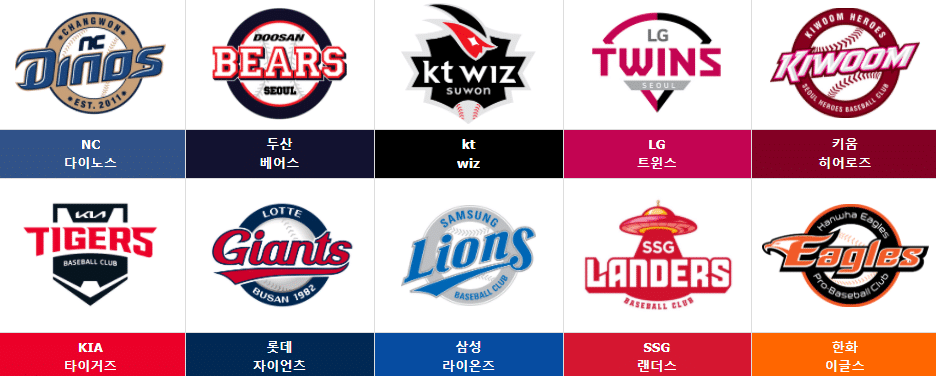 CHANGWON
NC
DINOS
EST. 2011
DOOSAN
BEARS
SEOUL
kt wiz
suwon
LG
TWINS
SEOUL
KIWOOM HEROES
KIWOOM
SEOUL HEROES BASEBALL CLUB
NC
다이노스
두산
베어스
kt
wiz
LG
트윈스
키움
히어로즈
KIA
TIGERS
BASEBALL CLUB
LOTTE
Giants
BUSAN 1982
SAMSUNG
Lions
BASEBALL CLUB
SSG
LANDERS
BASEBALL CLUB
Hanwha Eagles
Eagles
Pro-Baseball Club
KIA
타이거즈
롯데
자이언츠
삼성
라이온즈
SSG
랜더스
한화
이글스